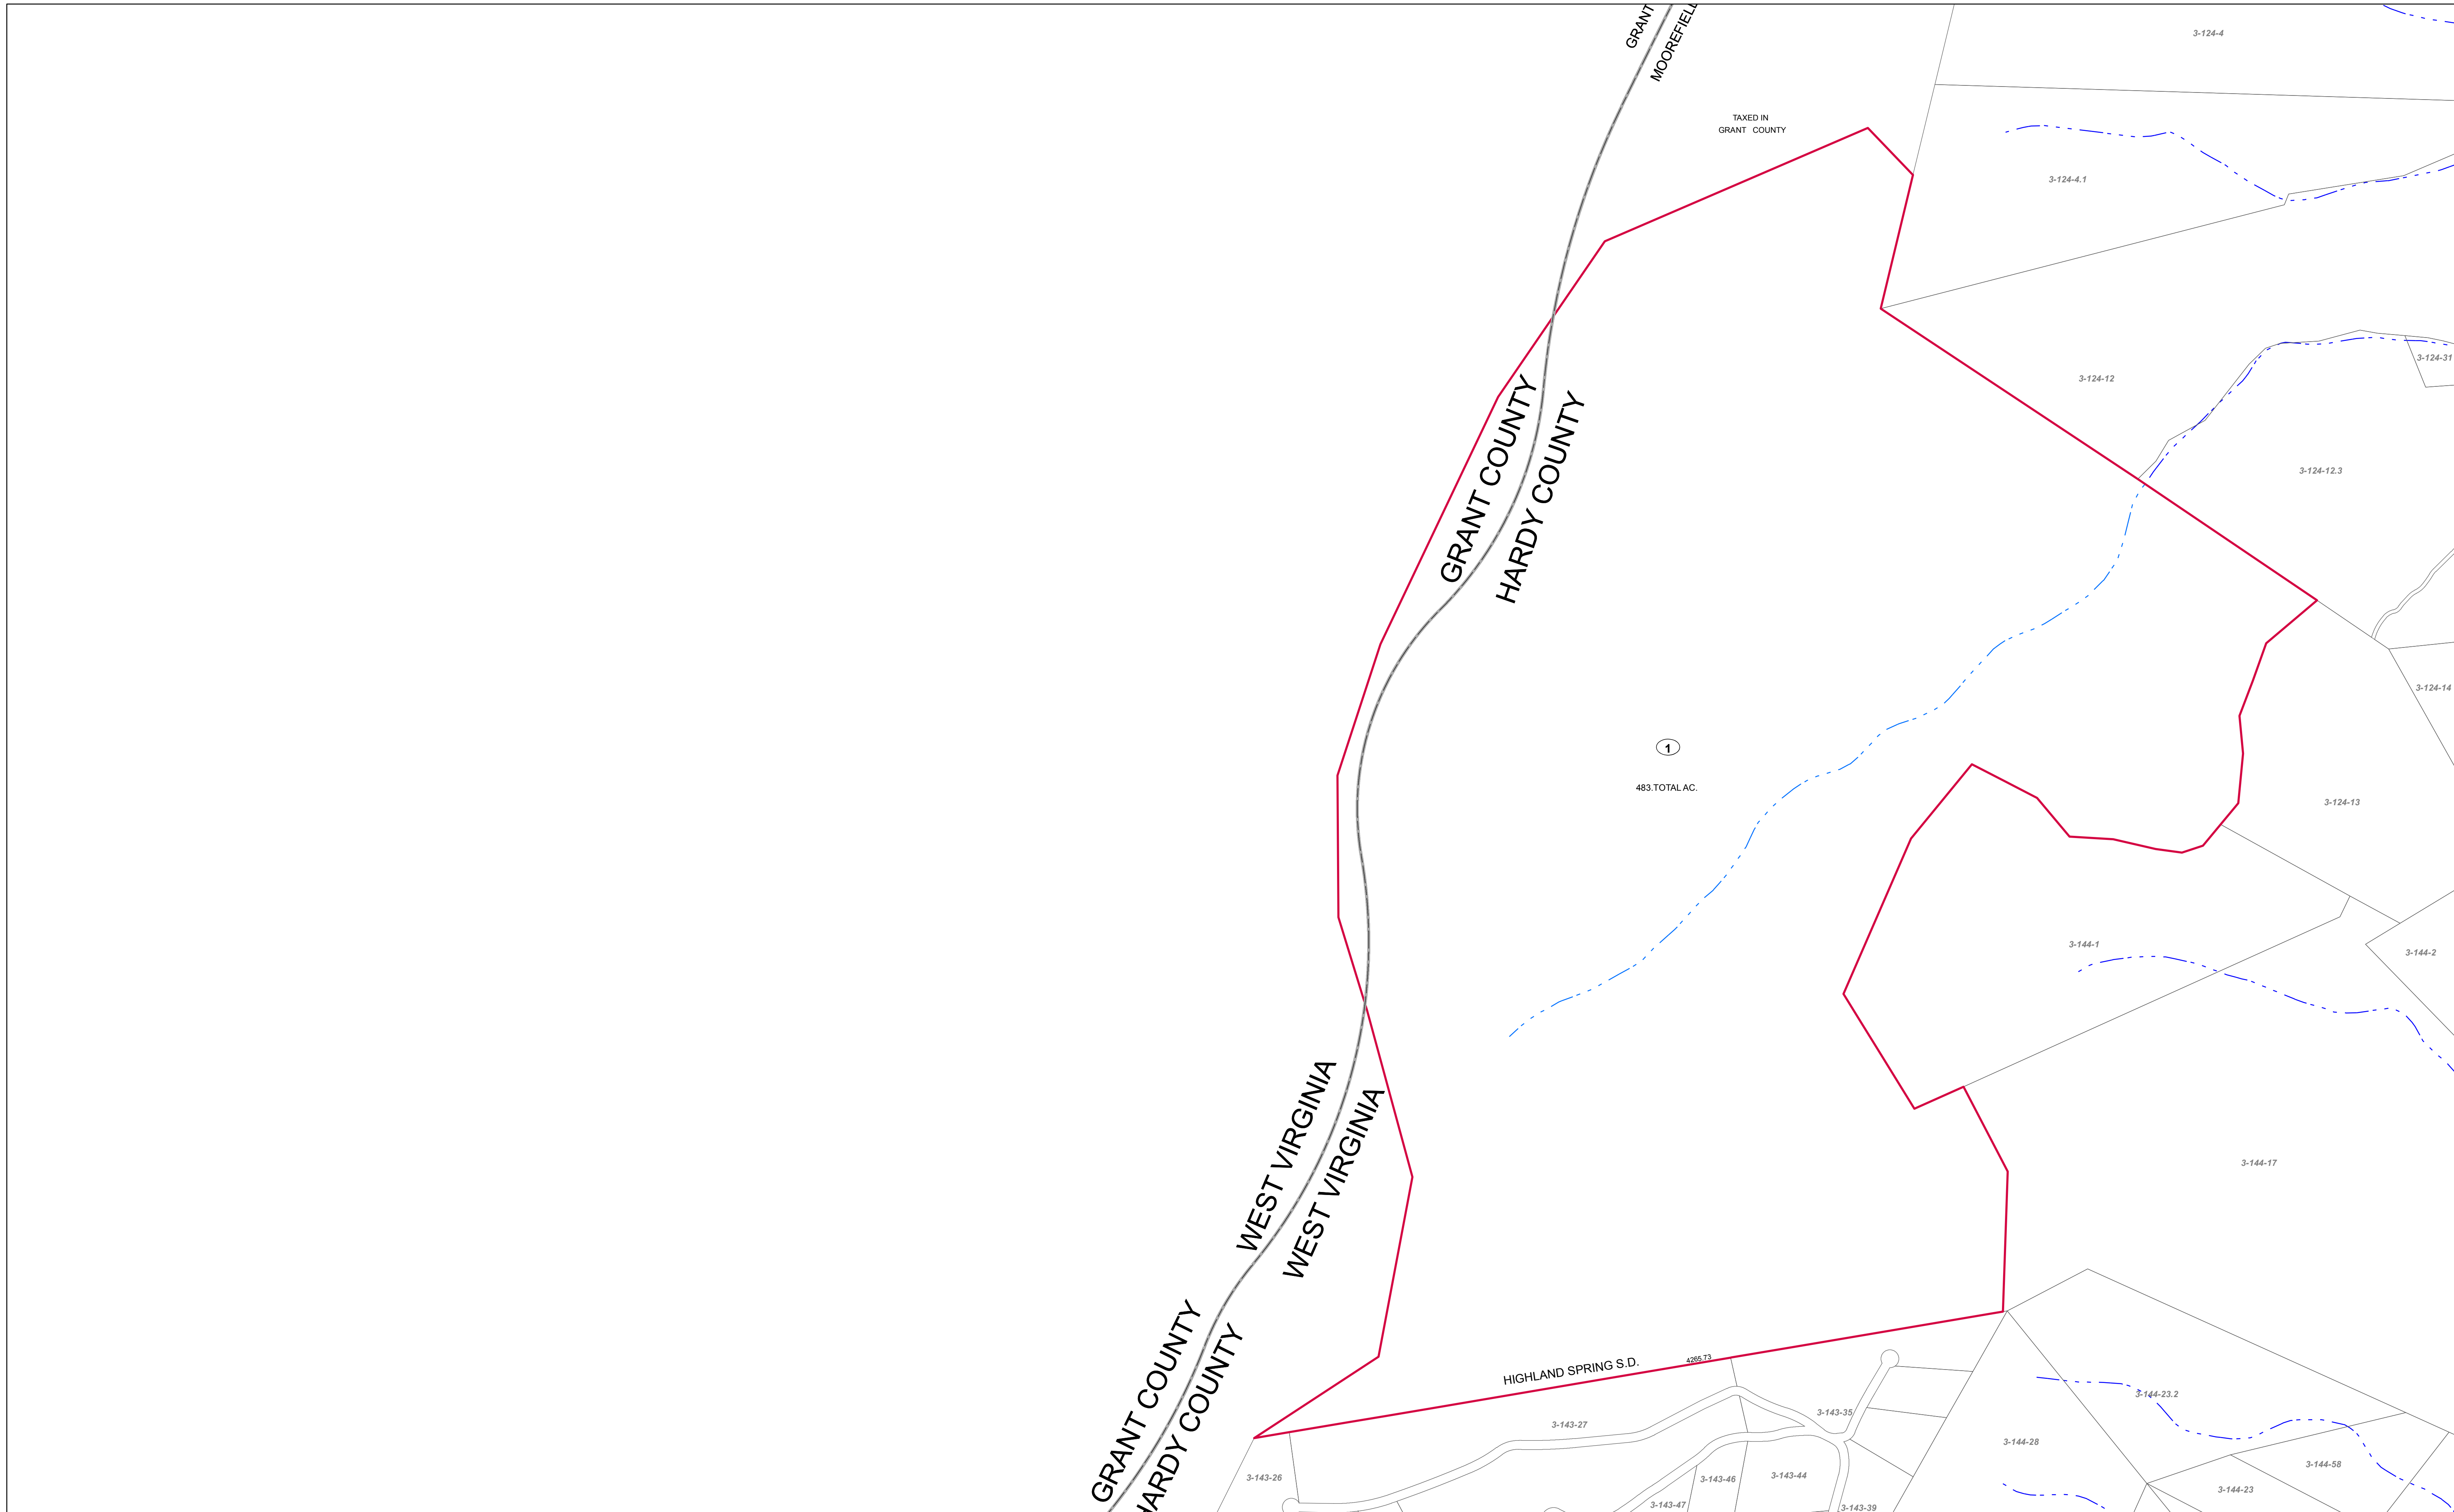 GRANT
MOOREFIELD
3-124-4
TAXED IN
GRANT COUNTY
3-124-4.1
3-124-31
3-124-12
3-124-12.3
GRANT COUNTY
HARDY COUNTY
3-124-14
1
483.TOTAL AC.
3-124-13
3-144-1
3-144-2
WEST VIRGINIA
WEST VIRGINIA
3-144-17
GRANT COUNTY
HARDY COUNTY
HIGHLAND SPRING S.D.
4265.73
3-144-23.2
3-143-35
3-143-27
3-144-28
3-144-58
3-143-26
3-143-46
3-143-44
3-144-23
3-143-47
3-143-39